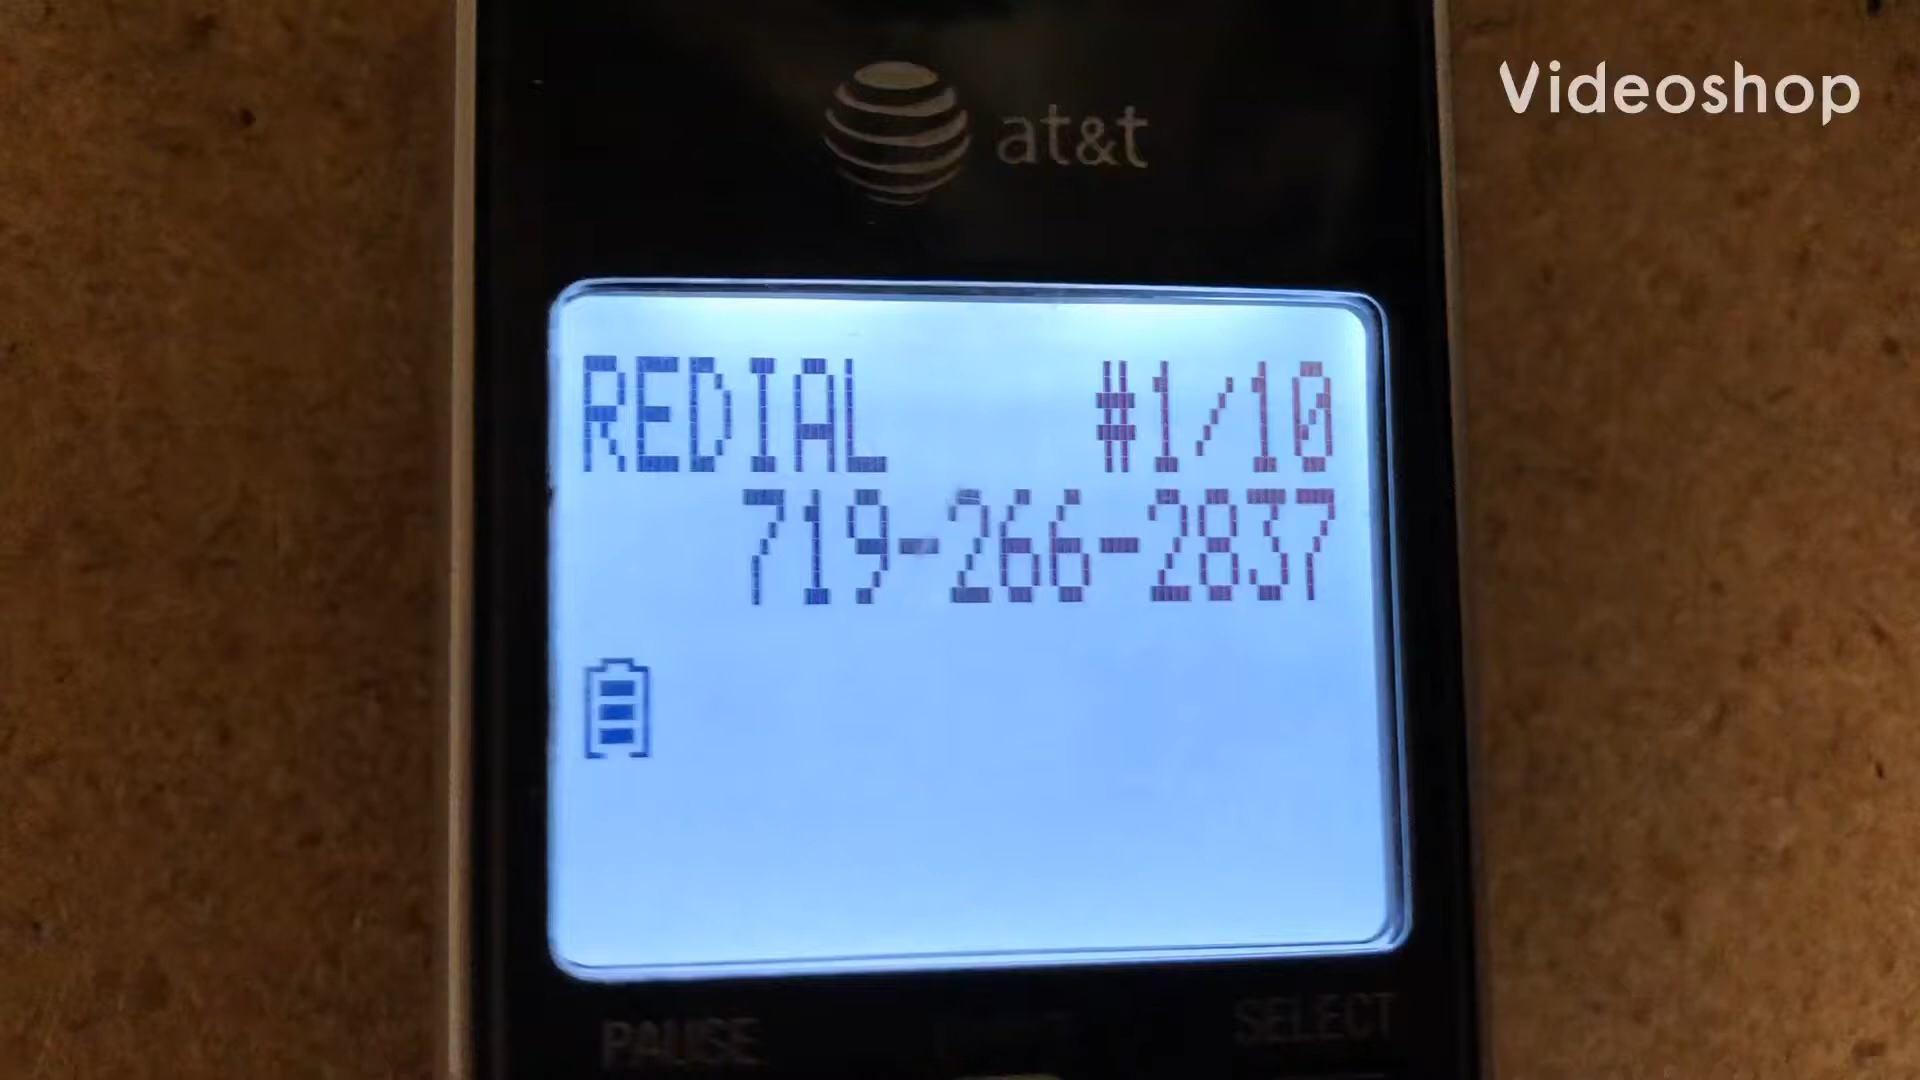 Videoshop
at&t
REDIAL #1/10
719-266-2837
PAUSE SELECT